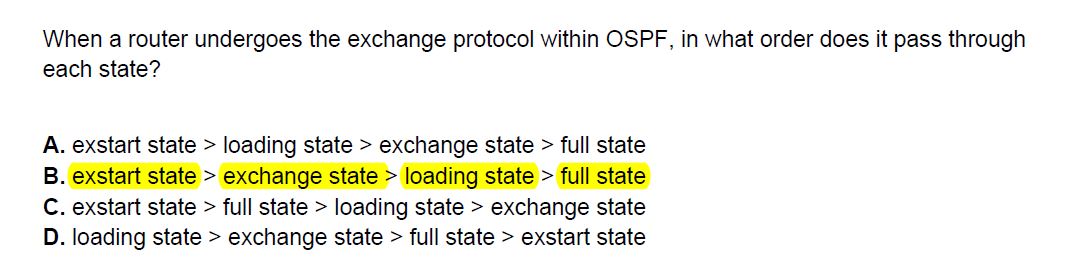 When a router undergoes the exchange protocol within OSPF, in what order does it pass through
each state?
A. exstart state > loading state > exchange state > full state
B. exstart state > exchange state > loading state > full state
C. exstart state > full state > loading state > exchange state
D. loading state > exchange state > full state > exstart state